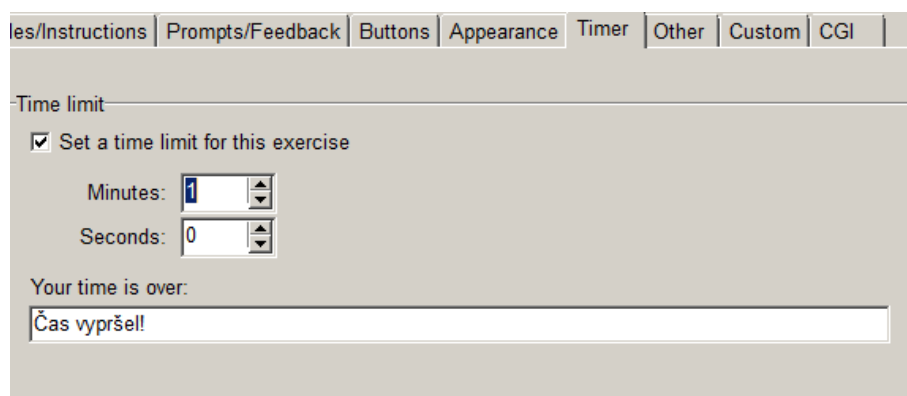 les/Instructions Prompts/Feedback Buttons Appearance Timer Other Custom CGI
Time limit
Set a time limit for this exercise
Minutes: 1
Seconds: 0
Your time is over:
Čas vypršel!